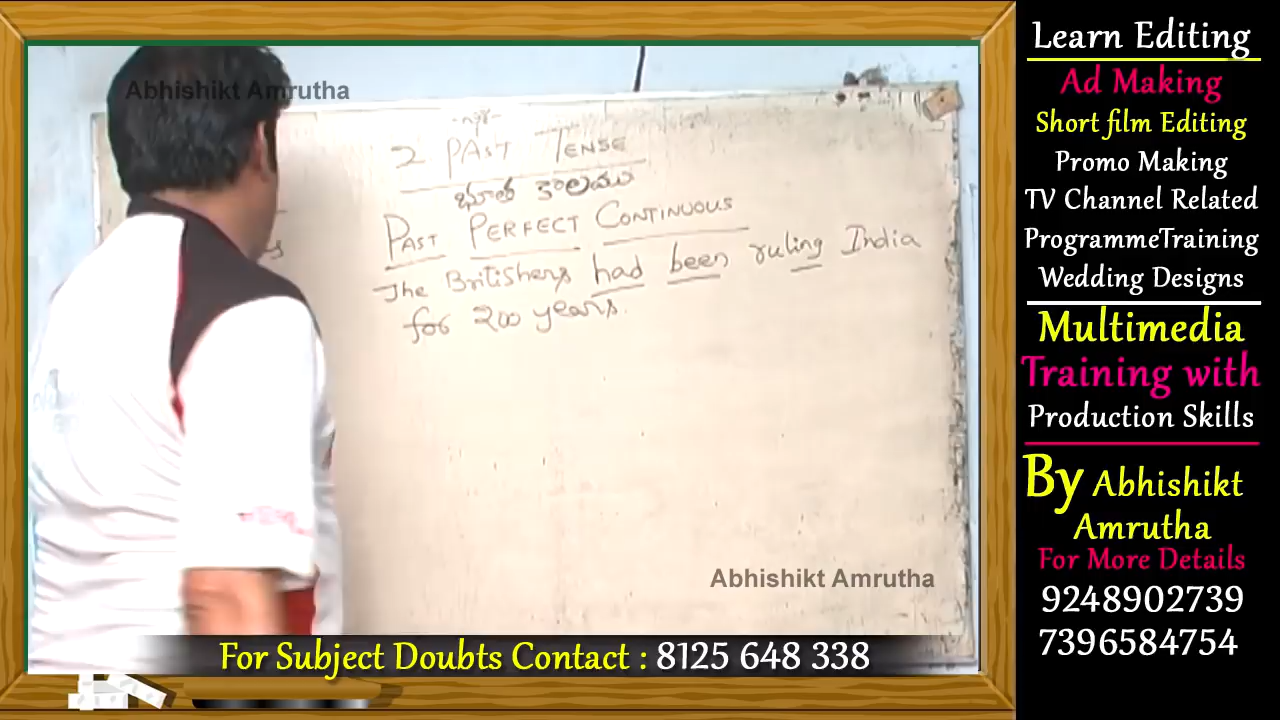 Abhishikt Amrutha
2 PAST TENSE
భూత కాలము
PAST PERFECT CONTINUOUS
The Britishers had been ruling India
for 200 years.
Abhishikt Amrutha
For Subject Doubts Contact : 8125 648 338
Learn Editing
Ad Making
Short film Editing
Promo Making
TV Channel Related
ProgrammeTraining
Wedding Designs
Multimedia
Training with
Production Skills
By Abhishikt
Amrutha
For More Details
9248902739
7396584754